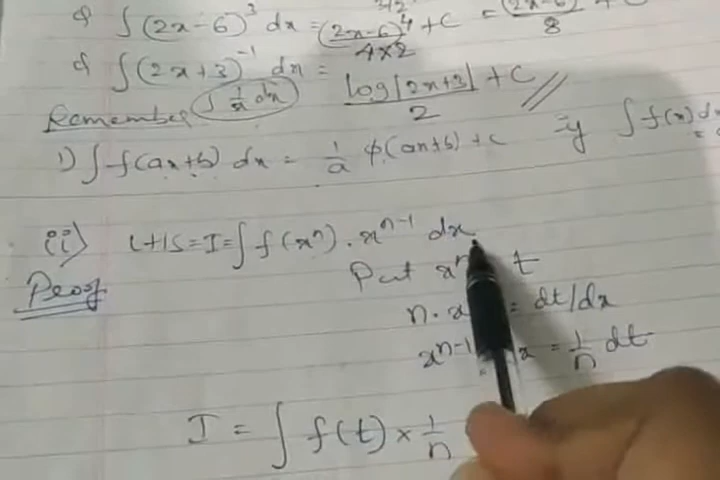 c) ∫(2x-6)³ dx = (2x-6)⁴/4×2 + C = (2x-6)/8
d) ∫(2x+3)⁻¹ dx = log|2x+3|/2 + C
Remember ∫ 1/x dx
1) ∫f(ax+b) dx = 1/a φ(ax+b) + c => ∫f(x) dx
(ii) LHS = I = ∫f(xⁿ).xⁿ⁻¹ dx
Proof Put xⁿ t
n.x = dt/dx
xⁿ⁻¹ x = 1/n dt
I = ∫ f(t) × 1/n